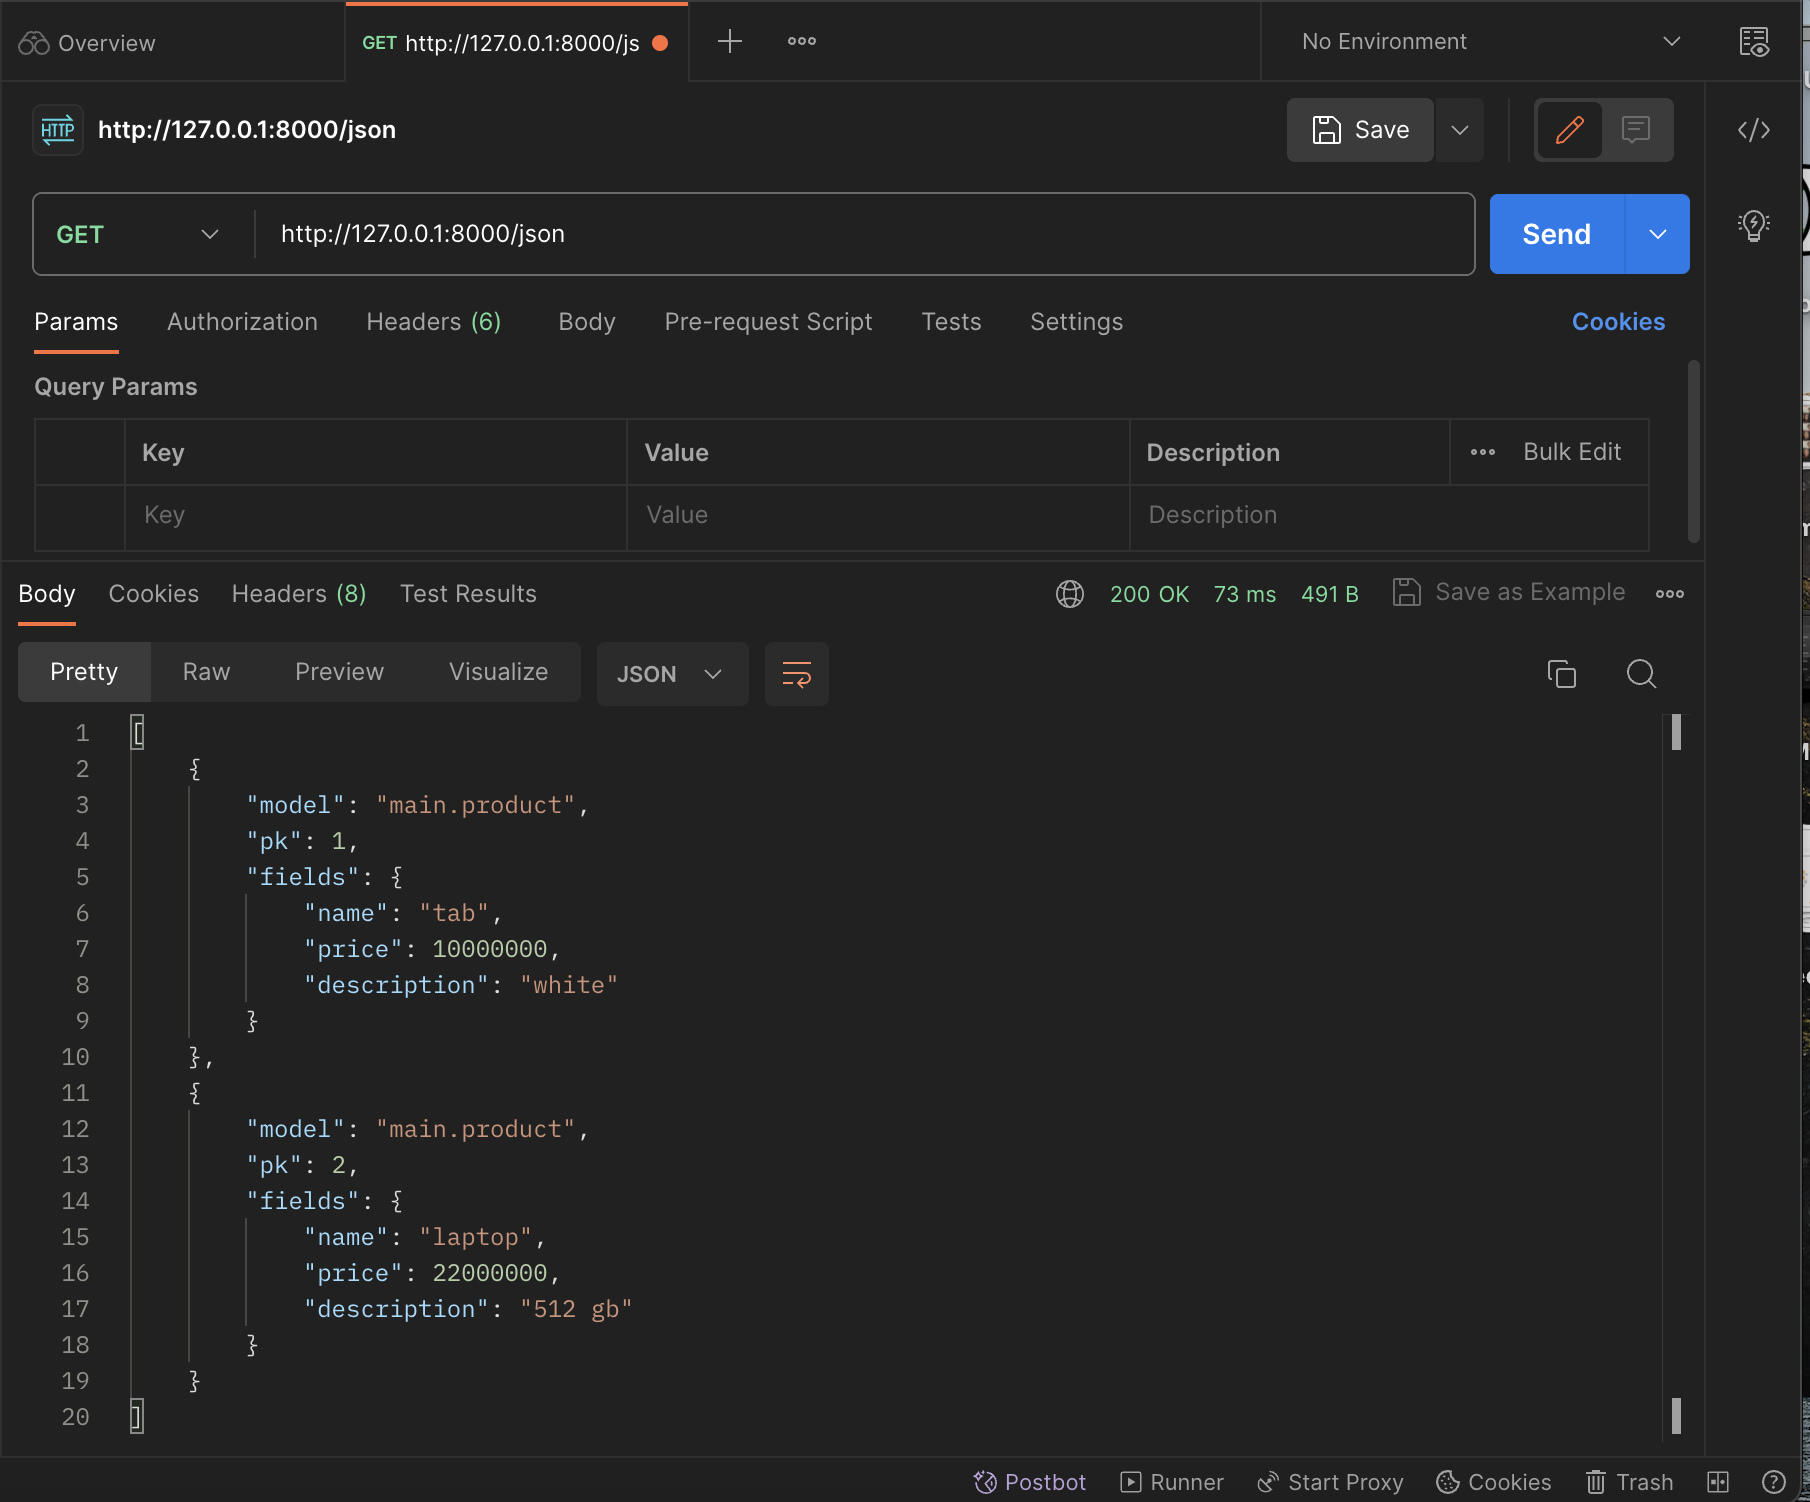 Overview
GET http://127.0.0.1:8000/js
No Environment
HTTP http://127.0.0.1:8000/json
Save
GET http://127.0.0.1:8000/json
Send
Params Authorization Headers (6) Body Pre-request Script Tests Settings Cookies
Query Params
Key Value Description Bulk Edit
Key Value Description
Body Cookies Headers (8) Test Results 200 OK 73 ms 491 B Save as Example
Pretty Raw Preview Visualize JSON
1 [
2 {
3 "model": "main.product",
4 "pk": 1,
5 "fields": {
6 "name": "tab",
7 "price": 10000000,
8 "description": "white"
9 }
10 },
11 {
12 "model": "main.product",
13 "pk": 2,
14 "fields": {
15 "name": "laptop",
16 "price": 22000000,
17 "description": "512 gb"
18 }
19 }
20 ]
Postbot Runner Start Proxy Cookies Trash